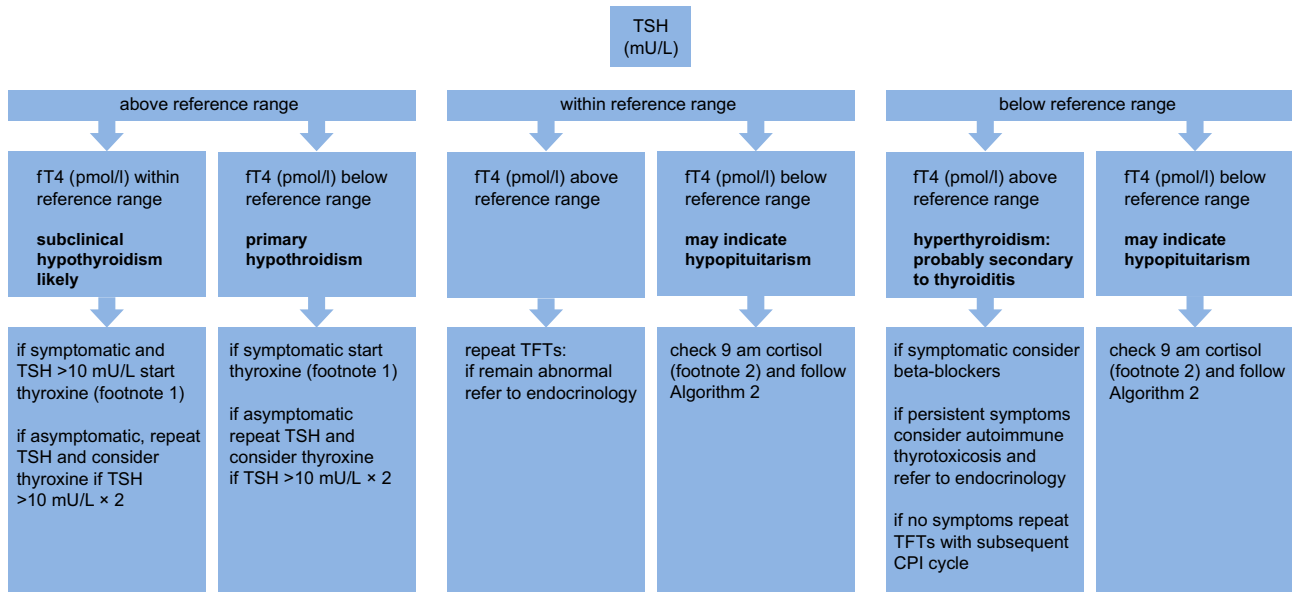 TSH
(mU/L)
above reference range
within reference range
below reference range
fT4 (pmol/l) within
reference range
subclinical
hypothyroidism
likely
fT4 (pmol/l) below
reference range
primary
hypothroidism
fT4 (pmol/l) above
reference range
fT4 (pmol/l) below
reference range
may indicate
hypopituitarism
fT4 (pmol/l) above
reference range
hyperthyroidism:
probably secondary
to thyroiditis
fT4 (pmol/l) below
reference range
may indicate
hypopituitarism
if symptomatic and
TSH >10 mU/L start
thyroxine (footnote 1)
if asymptomatic, repeat
TSH and consider
thyroxine if TSH
>10 mU/L × 2
if symptomatic start
thyroxine (footnote 1)
if asymptomatic
repeat TSH and
consider thyroxine
if TSH >10 mU/L × 2
repeat TFTs:
if remain abnormal
refer to endocrinology
check 9 am cortisol
(footnote 2) and follow
Algorithm 2
if symptomatic consider
beta-blockers
if persistent symptoms
consider autoimmune
thyrotoxicosis and
refer to endocrinology
if no symptoms repeat
TFTs with subsequent
CPI cycle
check 9 am cortisol
(footnote 2) and follow
Algorithm 2